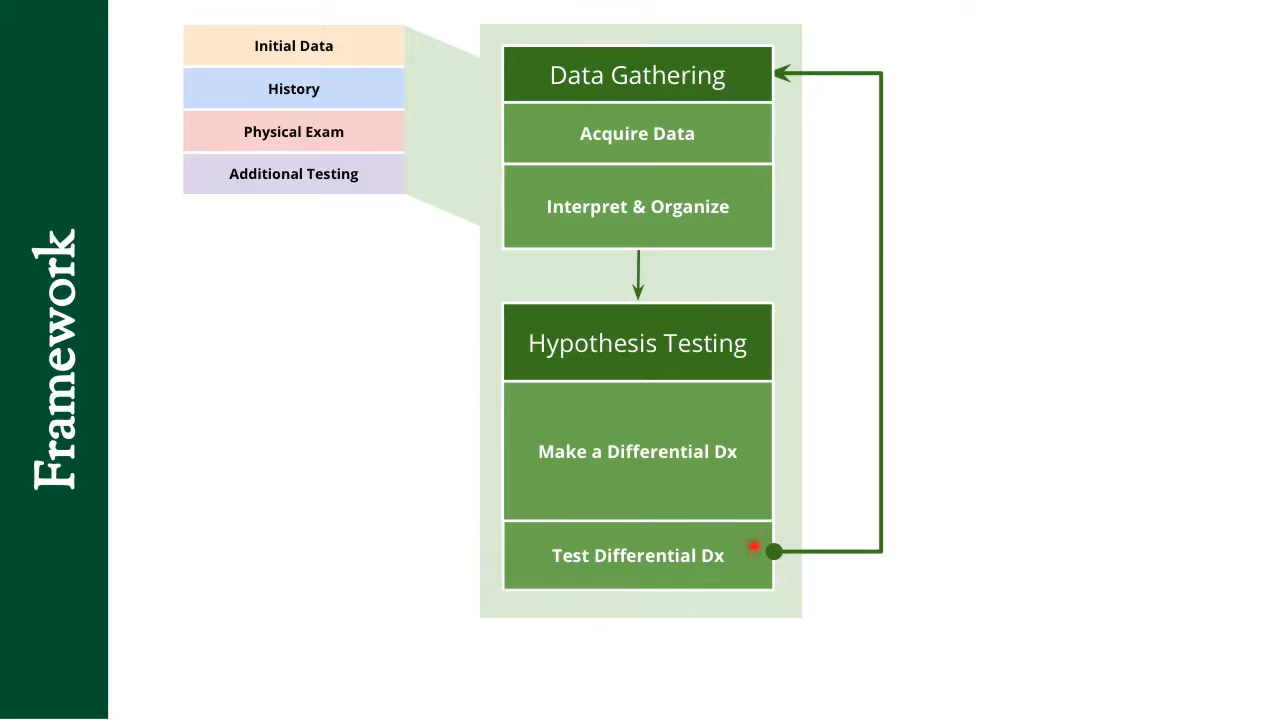 Framework
Initial Data
History
Physical Exam
Additional Testing
Data Gathering
Acquire Data
Interpret & Organize
Hypothesis Testing
Make a Differential Dx
Test Differential Dx